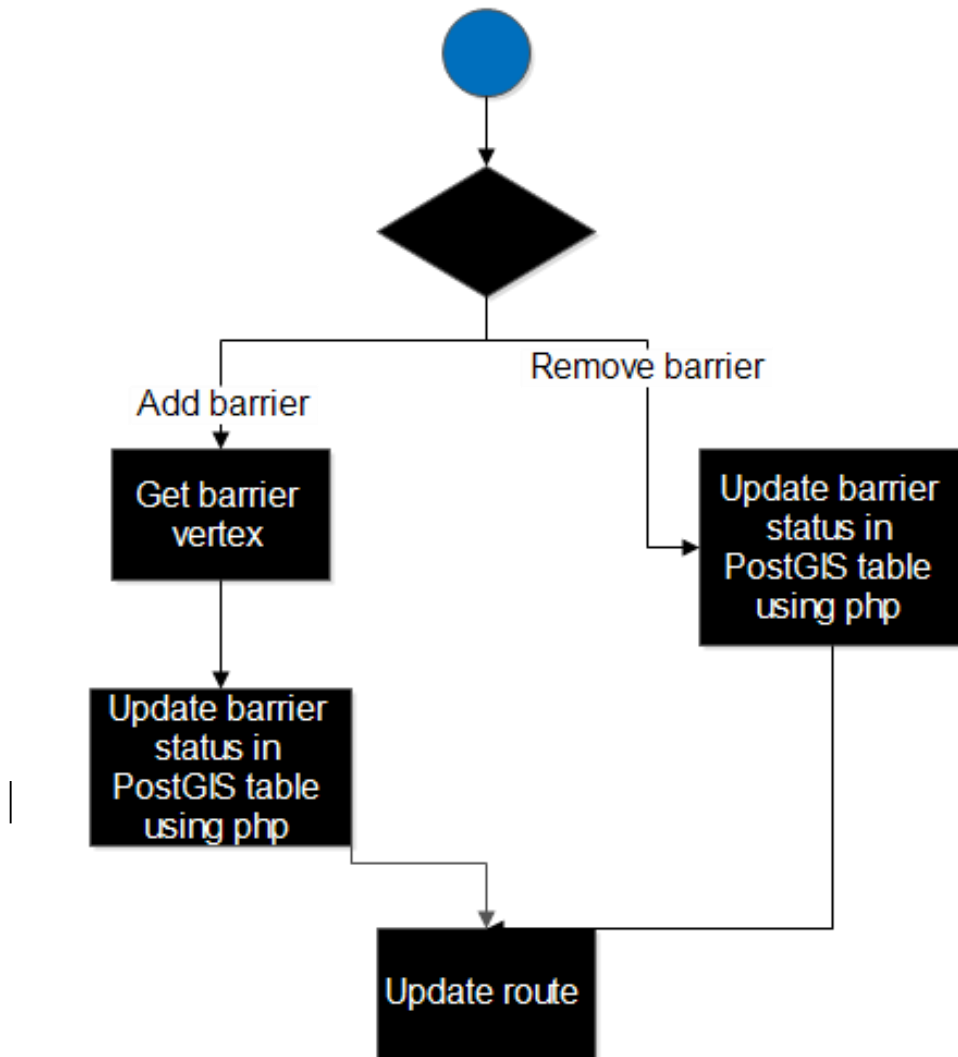 Remove barrier
Add barrier
Get barrier
vertex
Update barrier
status in
PostGIS table
using php
Update barrier
status in
PostGIS table
using php
Update route